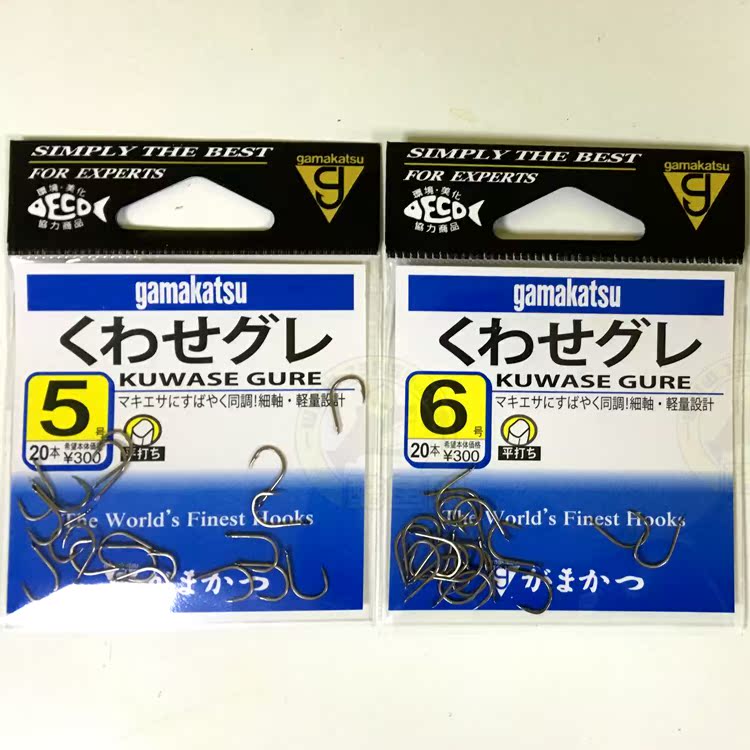 SIMPLY THE BEST
FOR EXPERTS
gamakatsu
環境・美化
ECO
協力商品
gamakatsu
くわせグレ
KUWASE GURE
5号
マキエサにすばやく同調!細軸・軽量設計
20本 希望本体価格 ¥300
平打ち
The World's Finest Hooks
がまかつ
SIMPLY THE BEST
FOR EXPERTS
gamakatsu
環境・美化
ECO
協力商品
gamakatsu
くわせグレ
KUWASE GURE
6号
マキエサにすばやく同調!細軸・軽量設計
20本 希望本体価格 ¥300
平打ち
The World's Finest Hooks
がまかつ